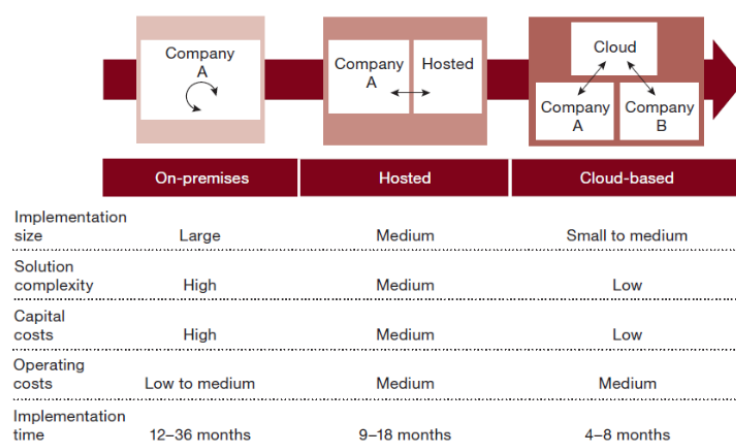 Company
A
Company
A
Hosted
Cloud
Company
A
Company
B
On-premises Hosted Cloud-based
Implementation
size Large Medium Small to medium
Solution
complexity High Medium Low
Capital
costs High Medium Low
Operating
costs Low to medium Medium Medium
Implementation
time 12–36 months 9–18 months 4–8 months